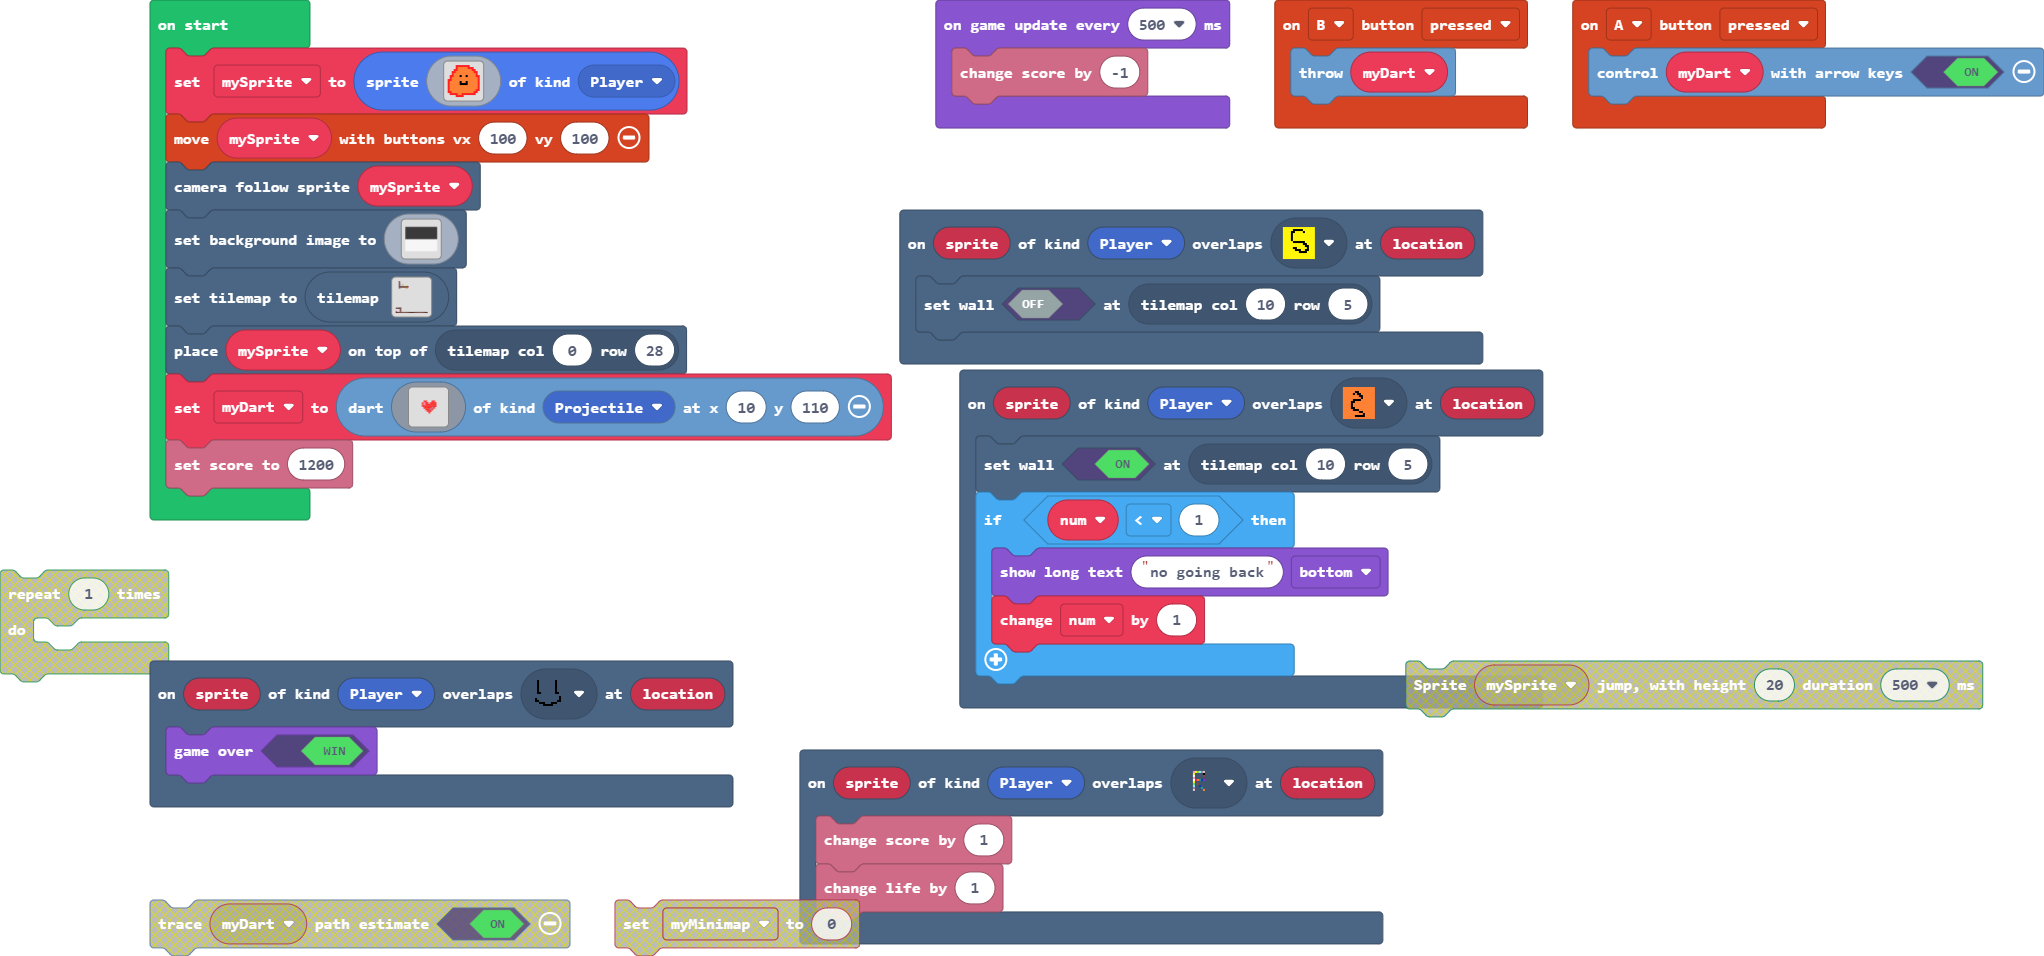 on start
set mySprite to sprite of kind Player
move mySprite with buttons vx 100 vy 100
camera follow sprite mySprite
set background image to
set tilemap to tilemap
place mySprite on top of tilemap col 0 row 28
set myDart to dart of kind Projectile at x 10 y 110
set score to 1200
on game update every 500 ms
change score by -1
on B button pressed
throw myDart
on A button pressed
control myDart with arrow keys ON
on sprite of kind Player overlaps S at location
set wall OFF at tilemap col 10 row 5
on sprite of kind Player overlaps at location
set wall ON at tilemap col 10 row 5
if num < 1 then
show long text "no going back" bottom
change num by 1
repeat 1 times
do
on sprite of kind Player overlaps at location
game over WIN
Sprite mySprite jump, with height 20 duration 500 ms
on sprite of kind Player overlaps at location
change score by 1
change life by 1
trace myDart path estimate ON
set myMinimap to 0